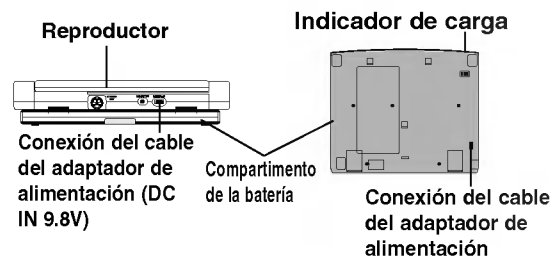 Reproductor
Indicador de carga
Conexión del cable
del adaptador de
alimentación (DC
IN 9.8V)
Compartimento
de la batería
Conexión del cable
del adaptador de
alimentación